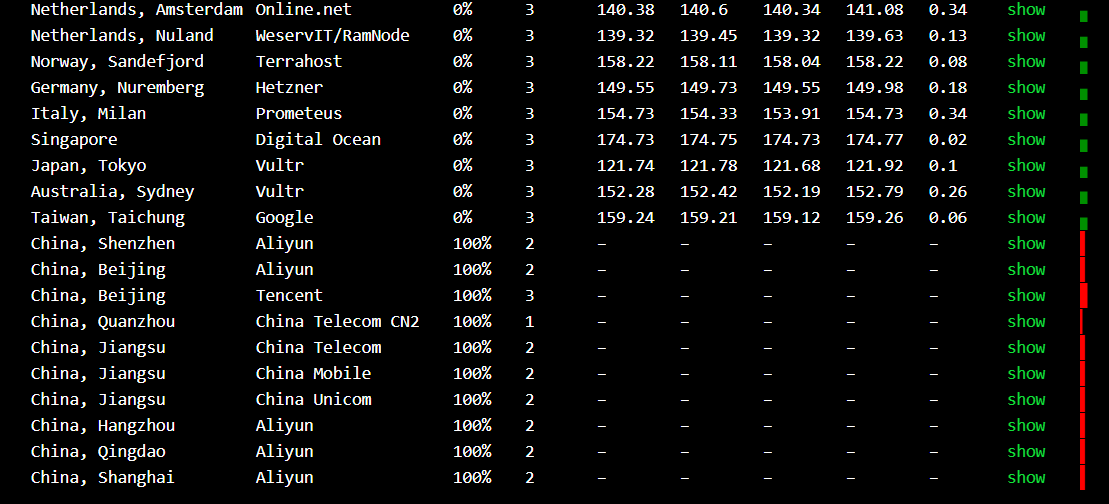 Netherlands, Amsterdam Online.net 0% 3 140.38 140.6 140.34 141.08 0.34 show
Netherlands, Nuland WeservIT/RamNode 0% 3 139.32 139.45 139.32 139.63 0.13 show
Norway, Sandefjord Terrahost 0% 3 158.22 158.11 158.04 158.22 0.08 show
Germany, Nuremberg Hetzner 0% 3 149.55 149.73 149.55 149.98 0.18 show
Italy, Milan Prometeus 0% 3 154.73 154.33 153.91 154.73 0.34 show
Singapore Digital Ocean 0% 3 174.73 174.75 174.73 174.77 0.02 show
Japan, Tokyo Vultr 0% 3 121.74 121.78 121.68 121.92 0.1 show
Australia, Sydney Vultr 0% 3 152.28 152.42 152.19 152.79 0.26 show
Taiwan, Taichung Google 0% 3 159.24 159.21 159.12 159.26 0.06 show
China, Shenzhen Aliyun 100% 2 – – – – – show
China, Beijing Aliyun 100% 2 – – – – – show
China, Beijing Tencent 100% 3 – – – – – show
China, Quanzhou China Telecom CN2 100% 1 – – – – – show
China, Jiangsu China Telecom 100% 2 – – – – – show
China, Jiangsu China Mobile 100% 2 – – – – – show
China, Jiangsu China Unicom 100% 2 – – – – – show
China, Hangzhou Aliyun 100% 2 – – – – – show
China, Qingdao Aliyun 100% 2 – – – – – show
China, Shanghai Aliyun 100% 2 – – – – – show